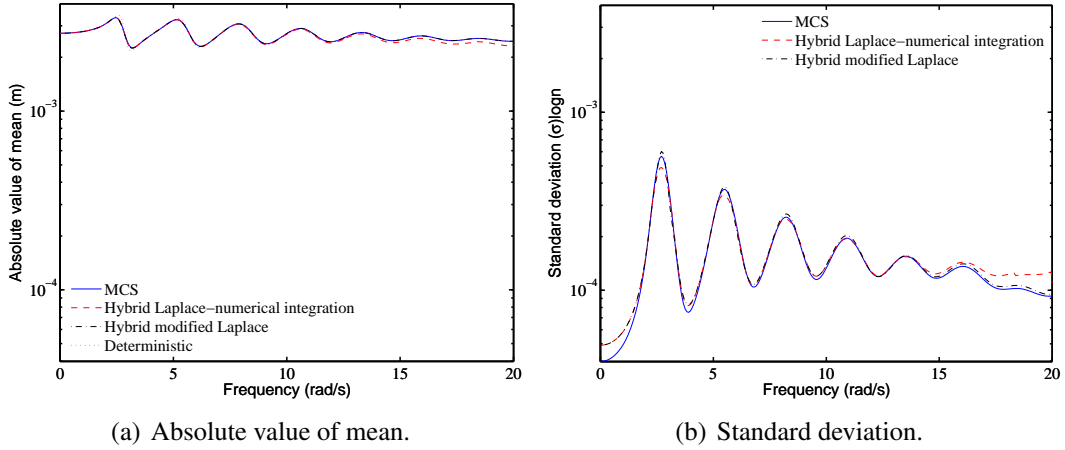 Absolute value of mean (m)
10⁻³
10⁻⁴
MCS
Hybrid Laplace−numerical integration
Hybrid modified Laplace
Deterministic
0 5 10 15 20
Frequency (rad/s)
(a) Absolute value of mean.
Standard deviation (σ)logn
10⁻³
10⁻⁴
MCS
Hybrid Laplace−numerical integration
Hybrid modified Laplace
0 5 10 15 20
Frequency (rad/s)
(b) Standard deviation.